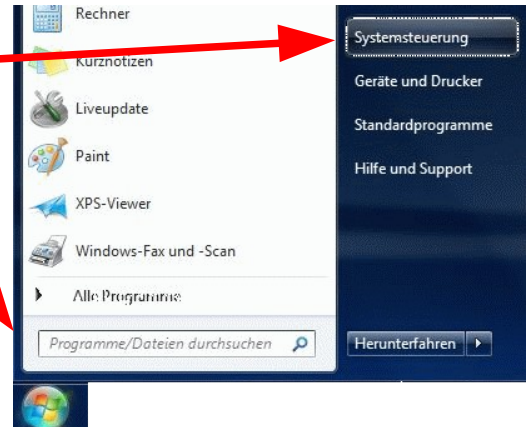 Rechner
Kurznotizen
Liveupdate
Paint
XPS-Viewer
Windows-Fax und -Scan
Alle Programme
Programme/Dateien durchsuchen
Systemsteuerung
Geräte und Drucker
Standardprogramme
Hilfe und Support
Herunterfahren